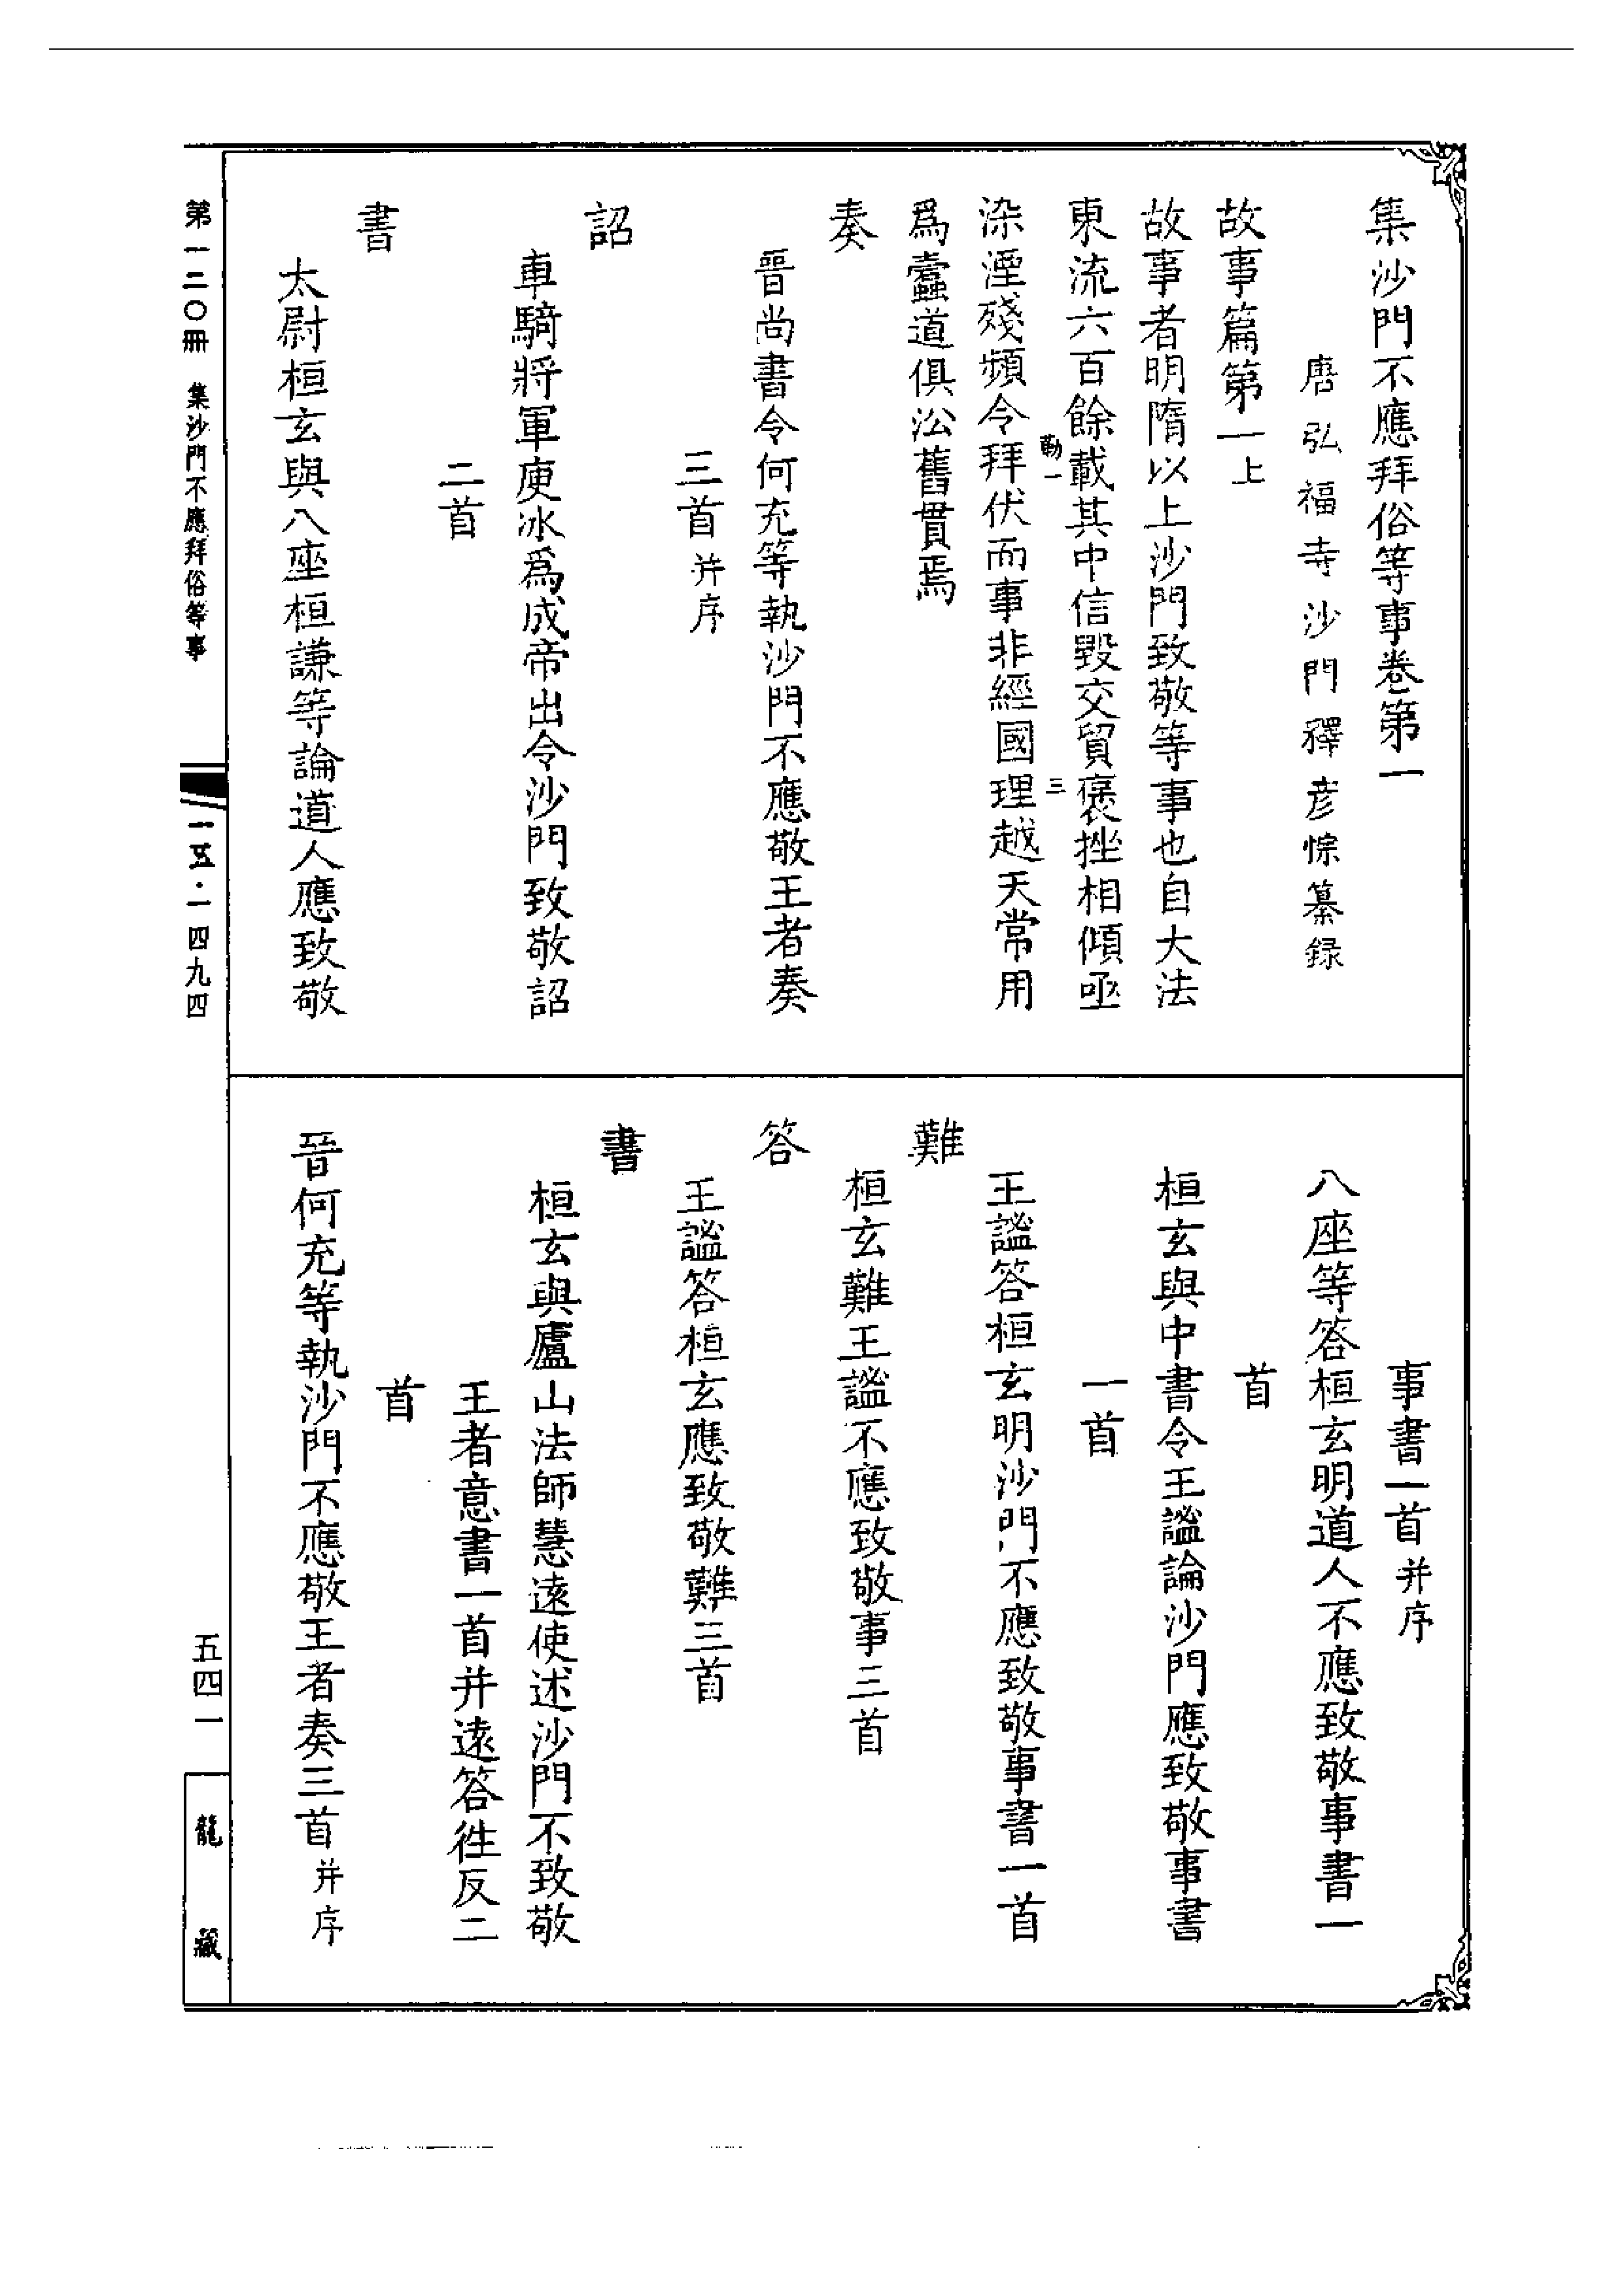 集沙門不應拜俗等事卷第一
唐弘福寺沙門釋彥悰纂録
故事篇第一上
故事者明隋以上沙門致敬等事也自大法
東流六百餘載其中信毀交貿褒挫相傾亟
勒一
三
染湮殘頻令拜伏而事非經國理越天常用
爲蠹道俱㳂舊貫焉
奏
晋尚書令何充等執沙門不應敬王者奏
三首并序
詔
車騎將軍庾冰爲成帝出令沙門致敬詔
二首
書
太尉桓玄與八座桓謙等論道人應致敬
事書一首并序
八座等答桓玄明道人不應致敬事書一
首
桓玄與中書令王謐論沙門應致敬事書
一首
王謐答桓玄明沙門不應致敬事書一首
難
桓玄難王謐不應致敬事三首
答
王謐答桓玄應致敬難三首
書
桓玄與廬山法師慧遠使述沙門不致敬
王者意書一首并遠答徃反二
首
晉何充等執沙門不應敬王者奏三首并序
第一二〇冊 集沙門不應拜俗等事
一五·一四九四
五四一
龍藏